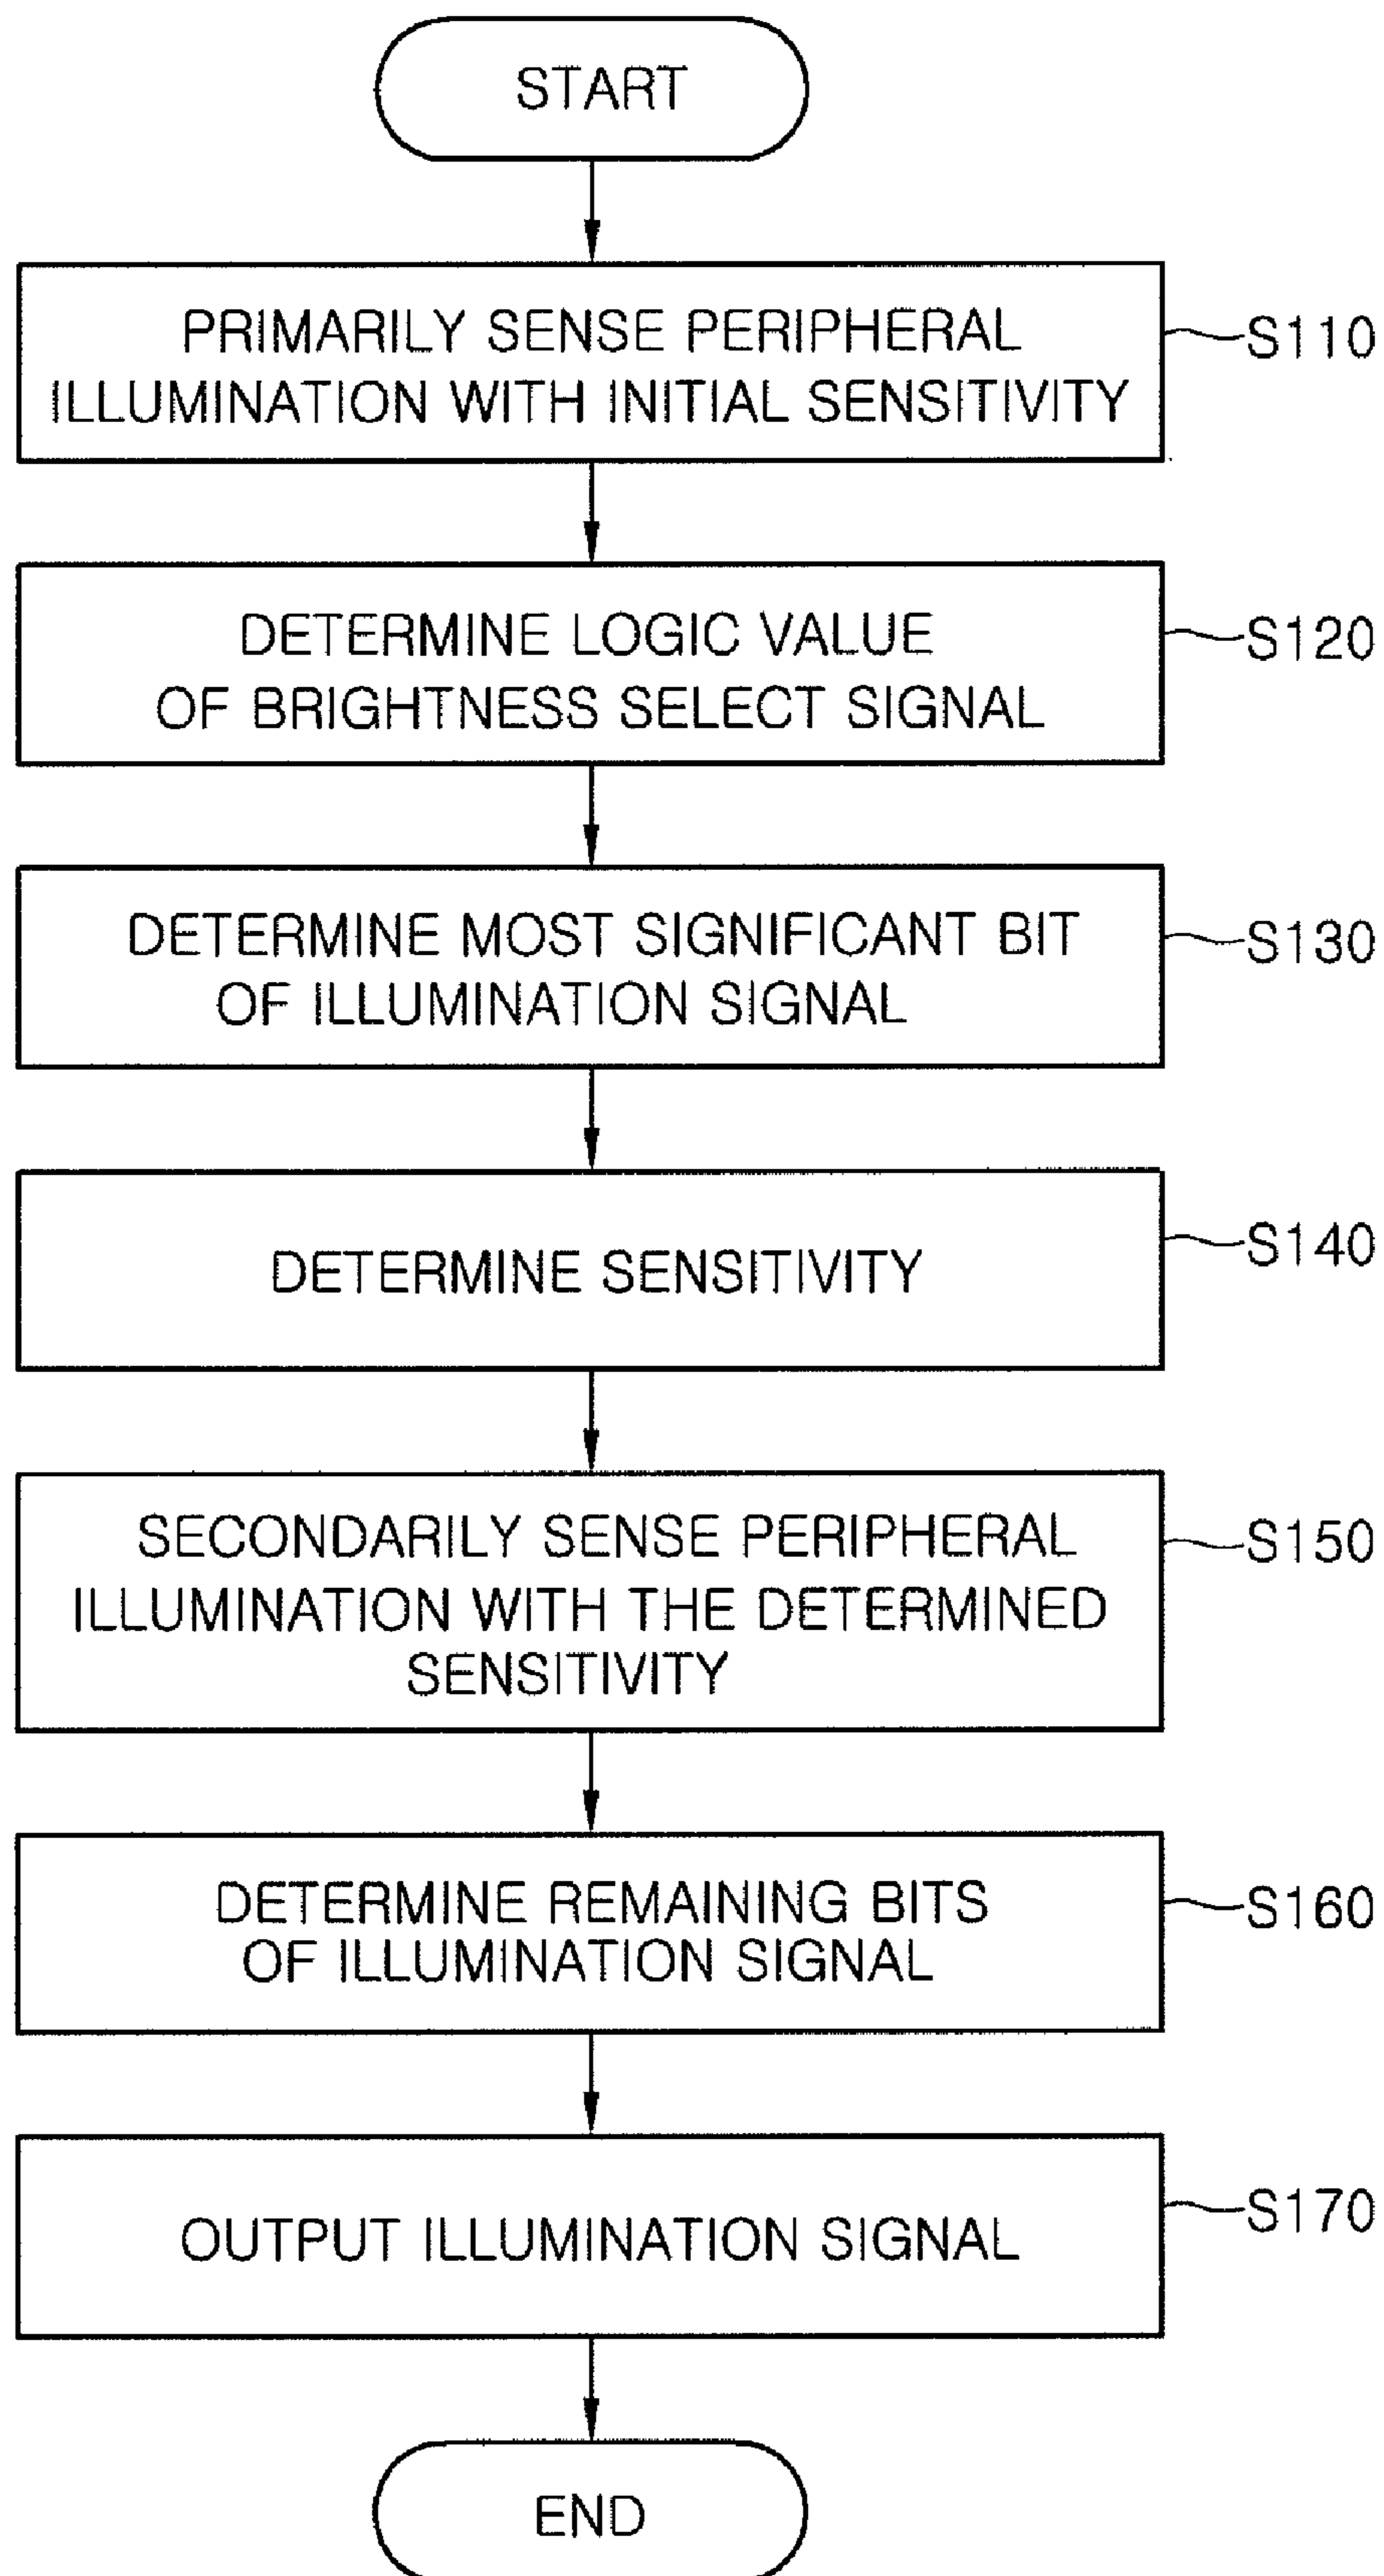 START
PRIMARILY SENSE PERIPHERAL
ILLUMINATION WITH INITIAL SENSITIVITY
S110
DETERMINE LOGIC VALUE
OF BRIGHTNESS SELECT SIGNAL
S120
DETERMINE MOST SIGNIFICANT BIT
OF ILLUMINATION SIGNAL
S130
DETERMINE SENSITIVITY
S140
SECONDARILY SENSE PERIPHERAL
ILLUMINATION WITH THE DETERMINED
SENSITIVITY
S150
DETERMINE REMAINING BITS
OF ILLUMINATION SIGNAL
S160
OUTPUT ILLUMINATION SIGNAL
S170
END